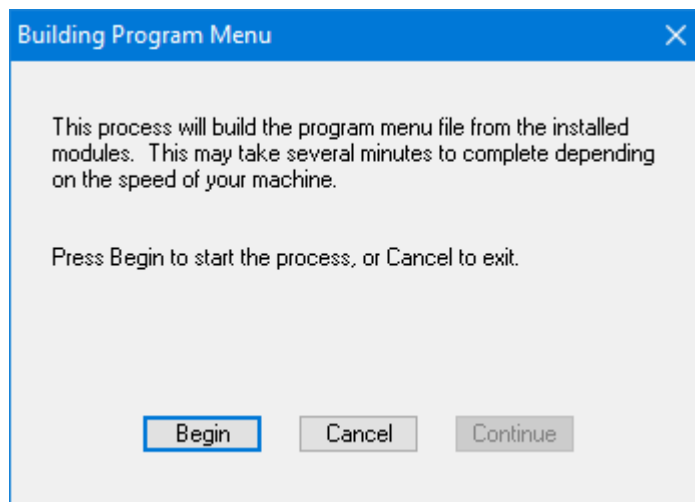 Building Program Menu
This process will build the program menu file from the installed
modules.  This may take several minutes to complete depending
on the speed of your machine.
Press Begin to start the process, or Cancel to exit.
Begin Cancel Continue